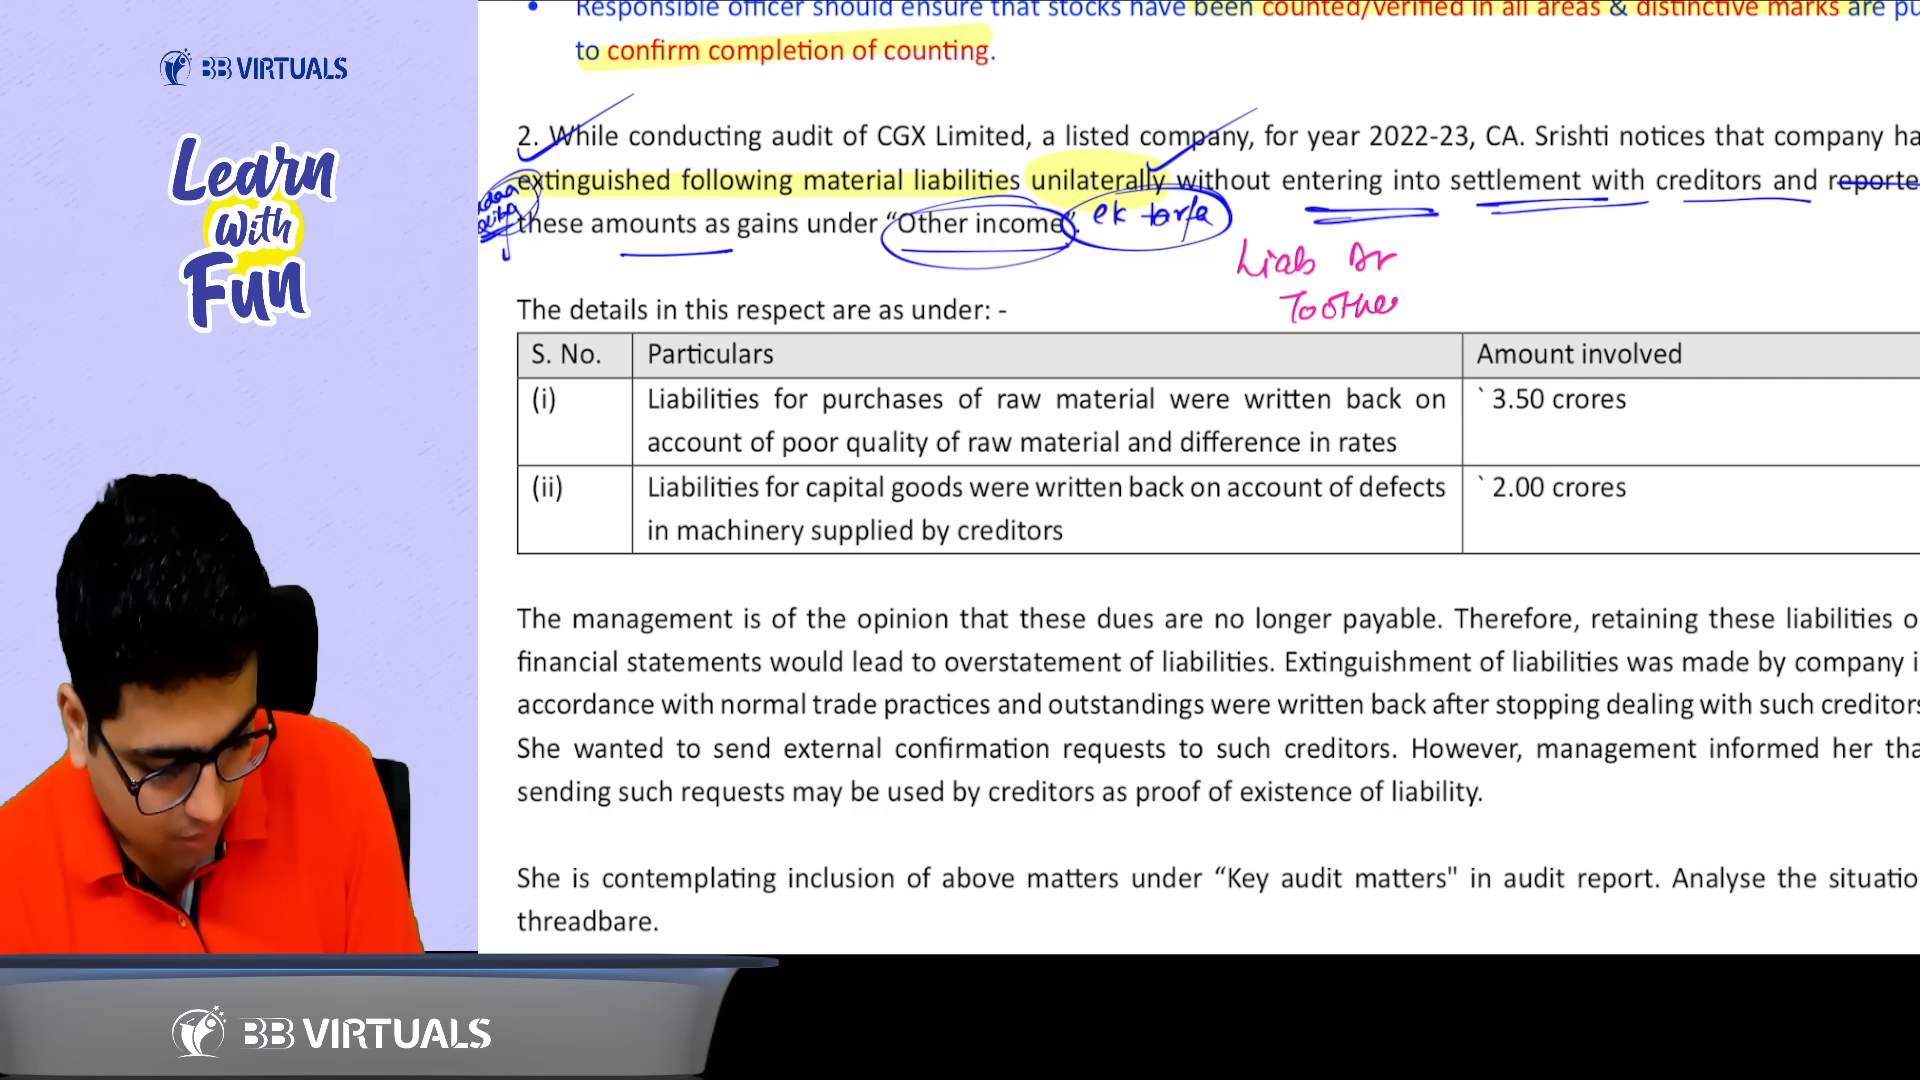 BB VIRTUALS
Learn
With
Fun
• Responsible officer should ensure that stocks have been counted/verified in all areas & distinctive marks are pu
to confirm completion of counting.
2. While conducting audit of CGX Limited, a listed company, for year 2022-23, CA. Srishti notices that company ha
extinguished following material liabilities unilaterally without entering into settlement with creditors and reporte
these amounts as gains under “Other income”. ek tarfa
Liab Dr
To Other
The details in this respect are as under: -
S. No. Particulars Amount involved
(i) Liabilities for purchases of raw material were written back on ` 3.50 crores
account of poor quality of raw material and difference in rates
(ii) Liabilities for capital goods were written back on account of defects ` 2.00 crores
in machinery supplied by creditors
The management is of the opinion that these dues are no longer payable. Therefore, retaining these liabilities o
financial statements would lead to overstatement of liabilities. Extinguishment of liabilities was made by company i
accordance with normal trade practices and outstandings were written back after stopping dealing with such creditors
She wanted to send external confirmation requests to such creditors. However, management informed her tha
sending such requests may be used by creditors as proof of existence of liability.
She is contemplating inclusion of above matters under “Key audit matters" in audit report. Analyse the situatio
threadbare.
BB VIRTUALS